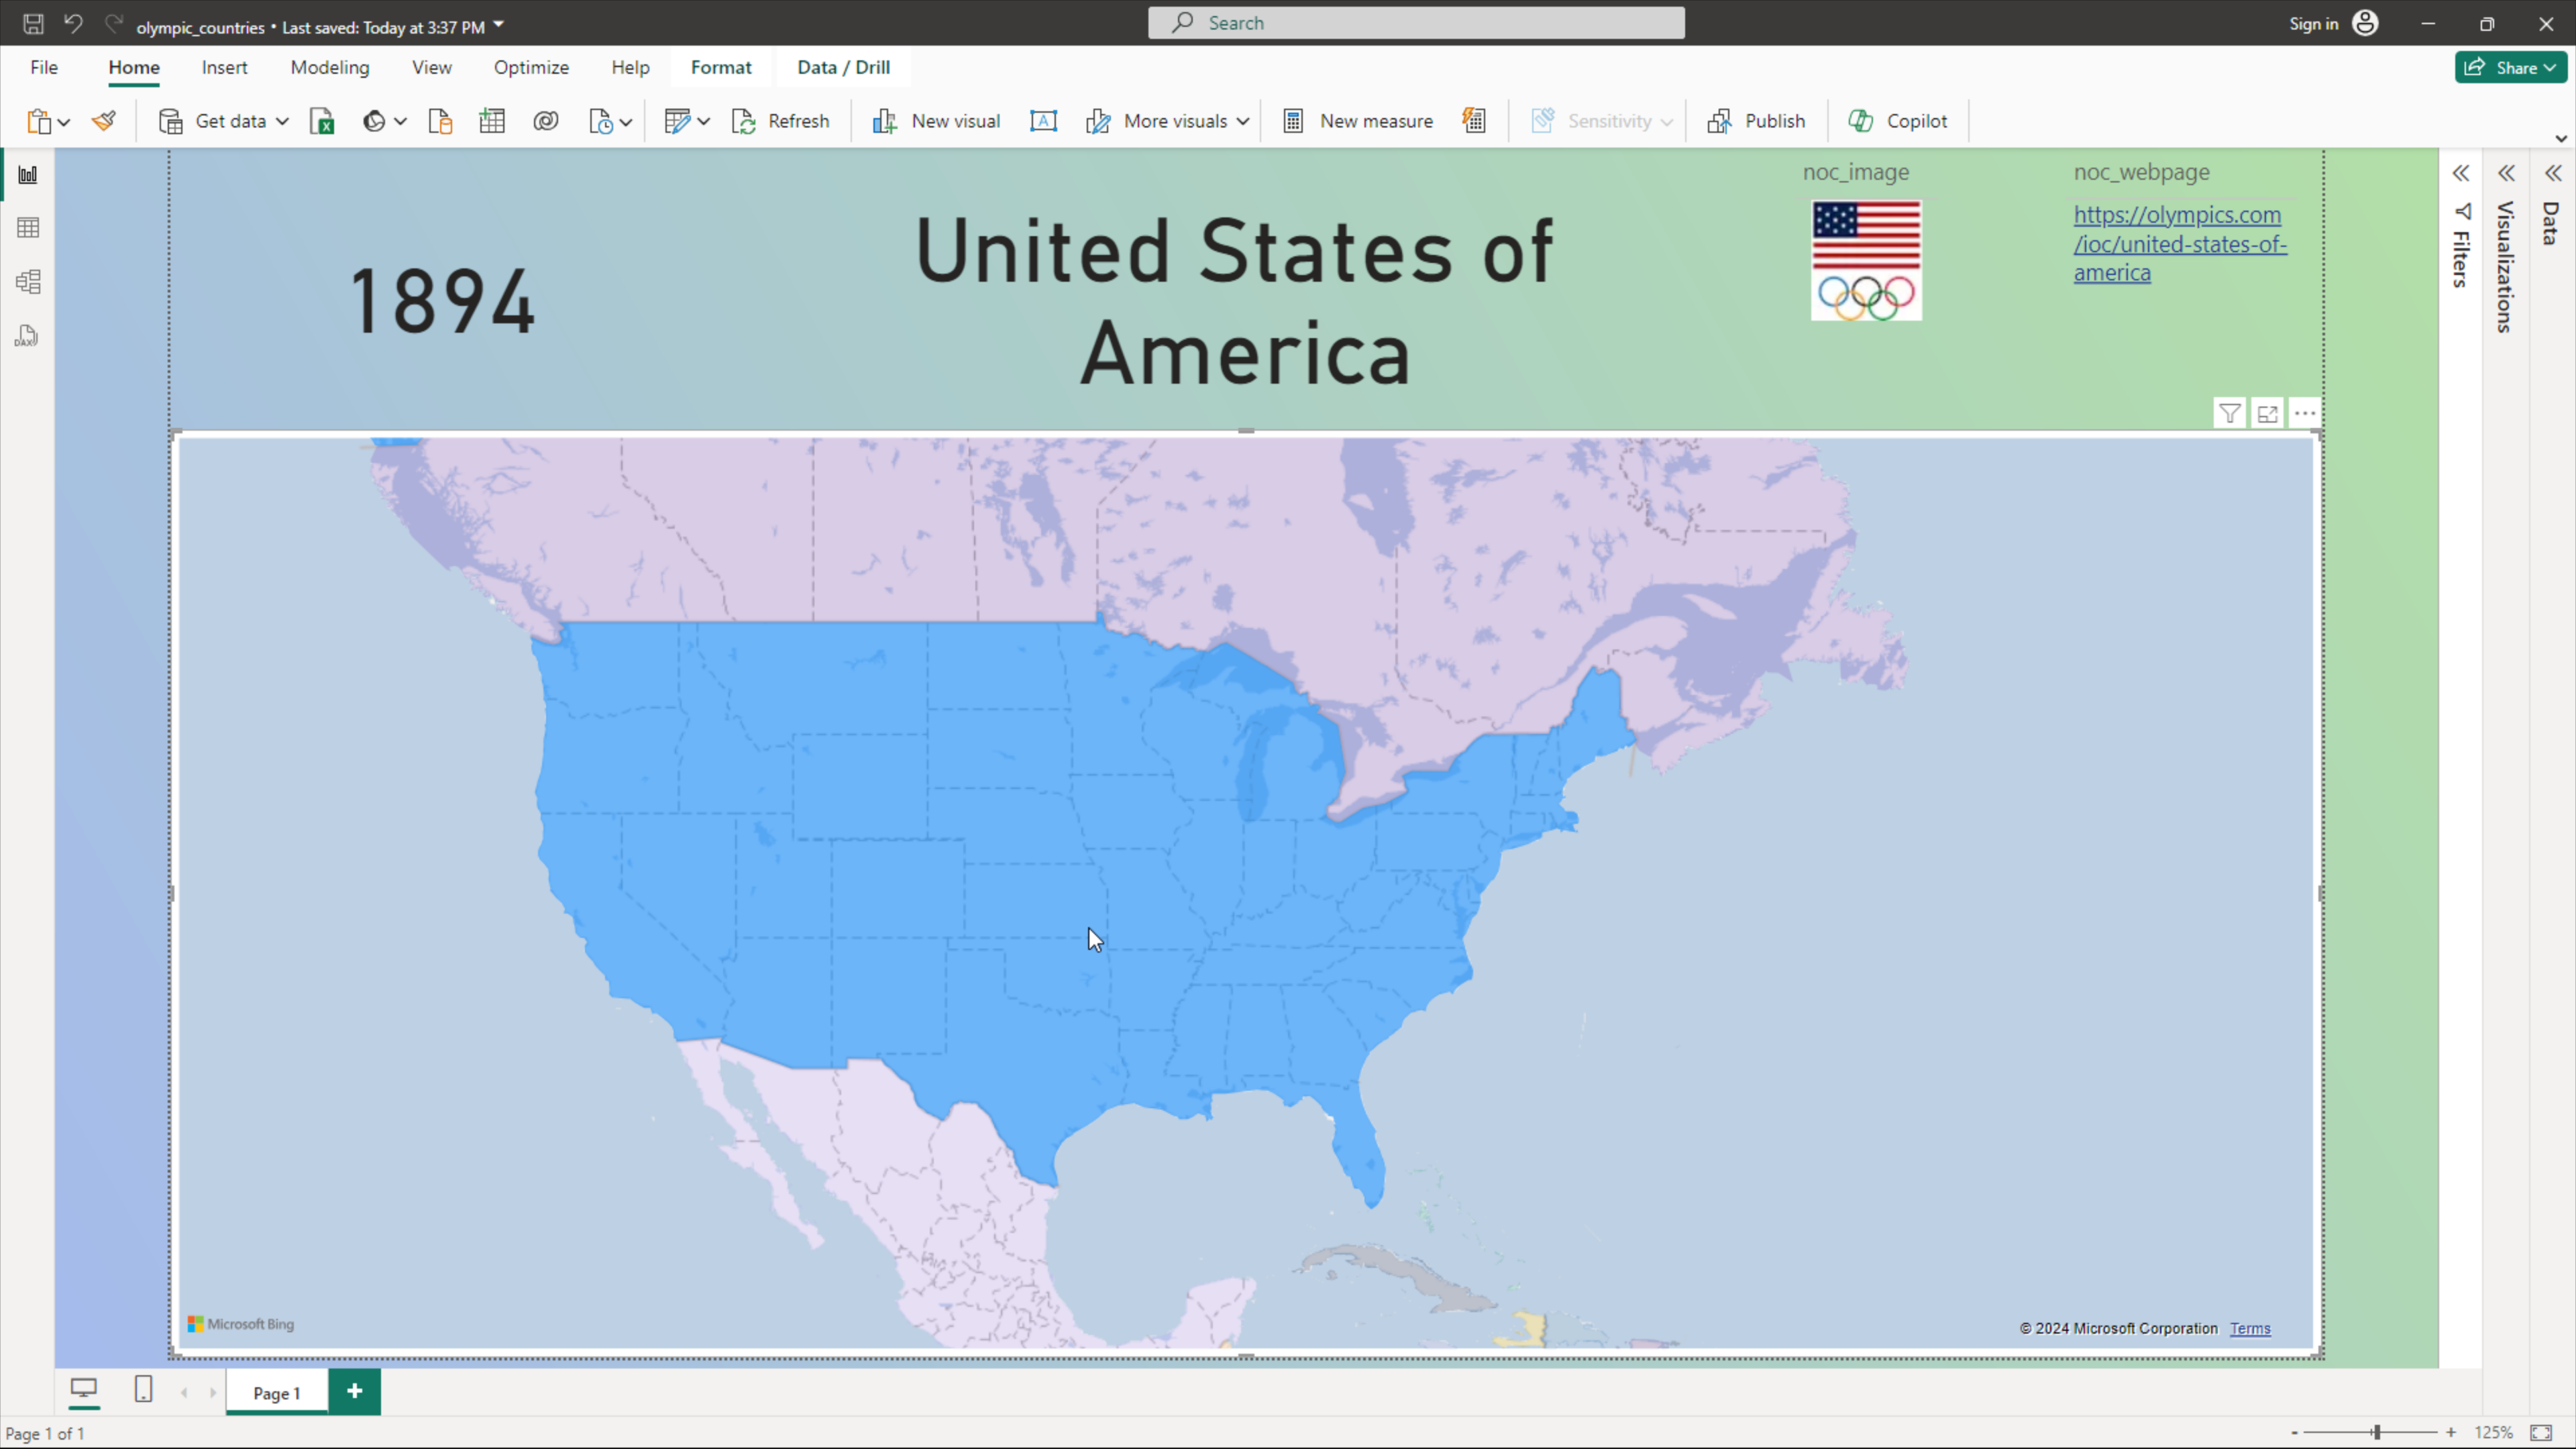 olympic_countries • Last saved: Today at 3:37 PM
Search
Sign in
File Home Insert Modeling View Optimize Help Format Data / Drill
Share
Get data
Refresh
New visual
A
More visuals
New measure
Sensitivity
Publish
Copilot
DAX
1894
United States of
America
noc_image
noc_webpage
https://olympics.com
/ioc/united-states-of-
america
Filters
Visualizations
Data
Microsoft Bing
© 2024 Microsoft Corporation Terms
Page 1
Page 1 of 1
125%